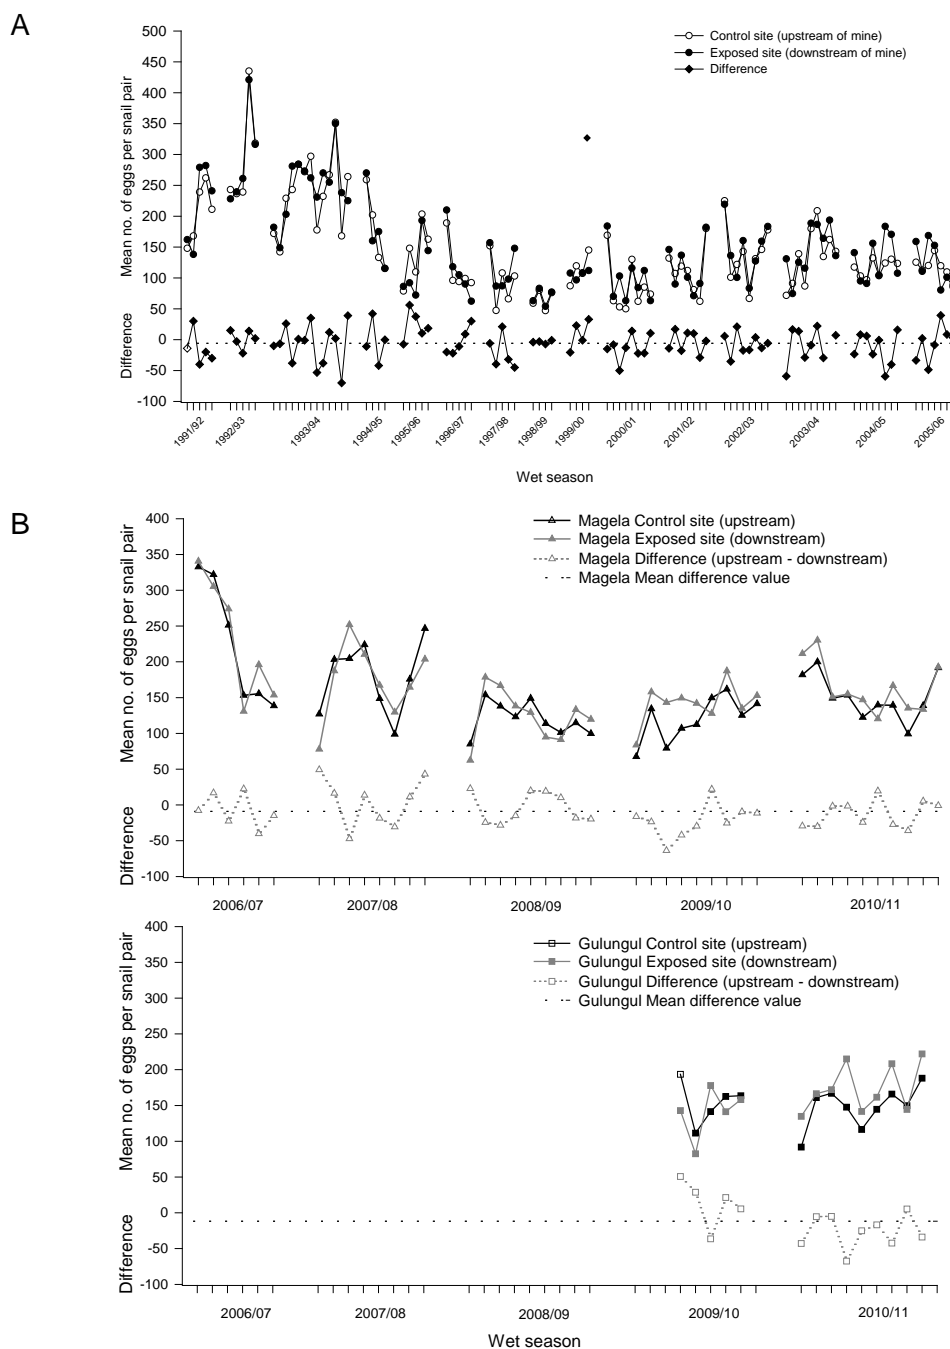 A
Control site (upstream of mine)
Exposed site (downstream of mine)
Difference
Mean no. of eggs per snail pair
Difference
500
450
400
350
300
250
200
150
100
50
0
-50
-100
1991/92
1992/93
1993/94
1994/95
1995/96
1996/97
1997/98
1998/99
1999/00
2000/01
2001/02
2002/03
2003/04
2004/05
2005/06
Wet season
B
Magela Control site (upstream)
Magela Exposed site (downstream)
Magela Difference (upstream - downstream)
Magela Mean difference value
Mean no. of eggs per snail pair
Difference
400
350
300
250
200
150
100
50
0
-50
-100
2006/07
2007/08
2008/09
2009/10
2010/11
Gulungul Control site (upstream)
Gulungul Exposed site (downstream)
Gulungul Difference (upstream - downstream)
Gulungul Mean difference value
Mean no. of eggs per snail pair
Difference
400
350
300
250
200
150
100
50
0
-50
-100
2006/07
2007/08
2008/09
2009/10
2010/11
Wet season